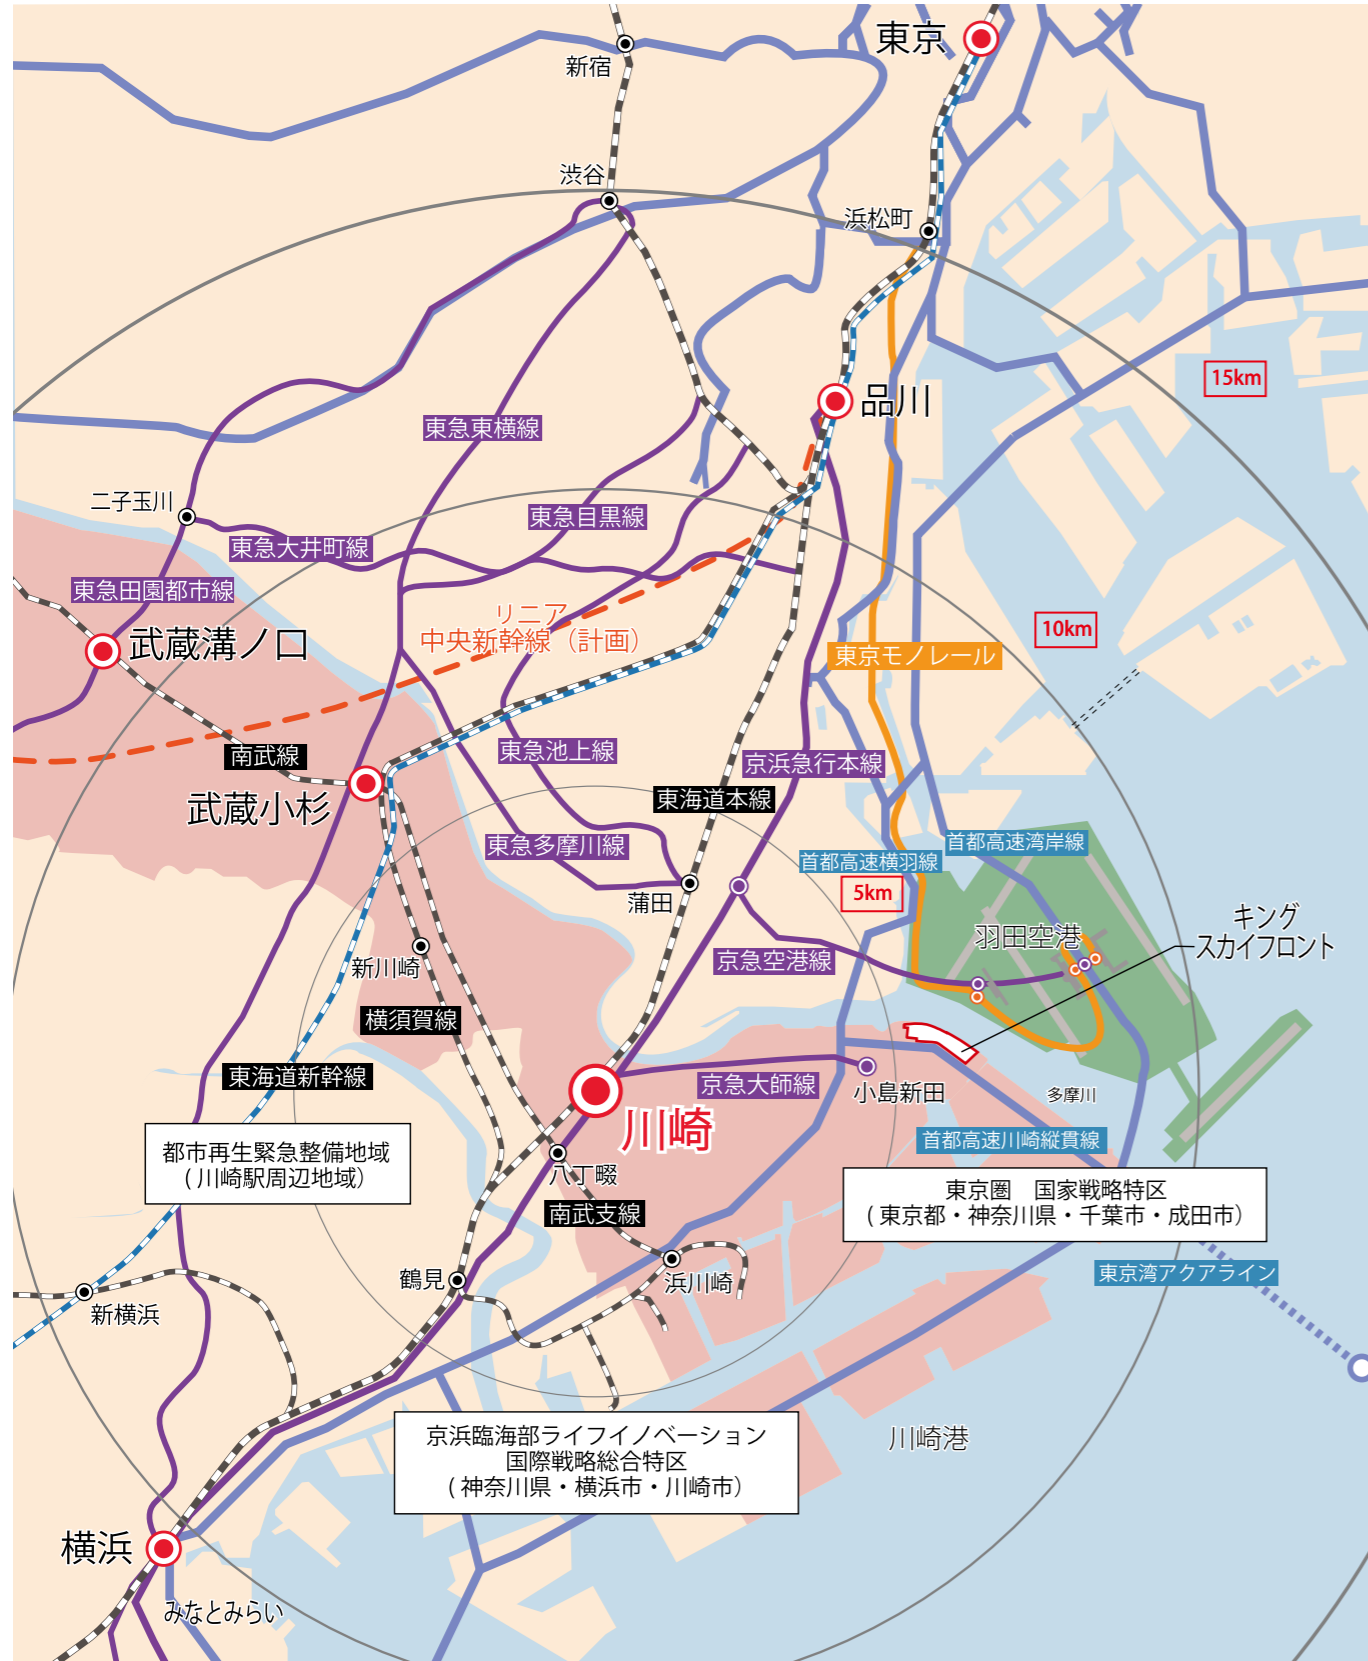 東京
新宿
渋谷
浜松町
15km
品川
東急東横線
二子玉川
東急目黒線
東急大井町線
東急田園都市線
リニア
中央新幹線（計画）
10km
武蔵溝ノ口
東京モノレール
南武線
東急池上線
京浜急行本線
武蔵小杉
東海道本線
東急多摩川線
首都高速湾岸線
首都高速横羽線
5km
蒲田
キング
スカイフロント
羽田空港
新川崎
京急空港線
横須賀線
東海道新幹線
京急大師線
小島新田
多摩川
川崎
首都高速川崎縦貫線
都市再生緊急整備地域
(川崎駅周辺地域)
八丁畷
東京圏　国家戦略特区
(東京都・神奈川県・千葉市・成田市)
南武支線
鶴見
浜川崎
東京湾アクアライン
新横浜
京浜臨海部ライフイノベーション
国際戦略総合特区
(神奈川県・横浜市・川崎市)
川崎港
横浜
みなとみらい